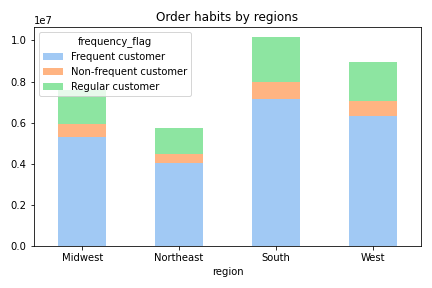 Order habits by regions
1e7
frequency_flag
Frequent customer
Non-frequent customer
Regular customer
1.0
0.8
0.6
0.4
0.2
0.0
Midwest Northeast South West
region